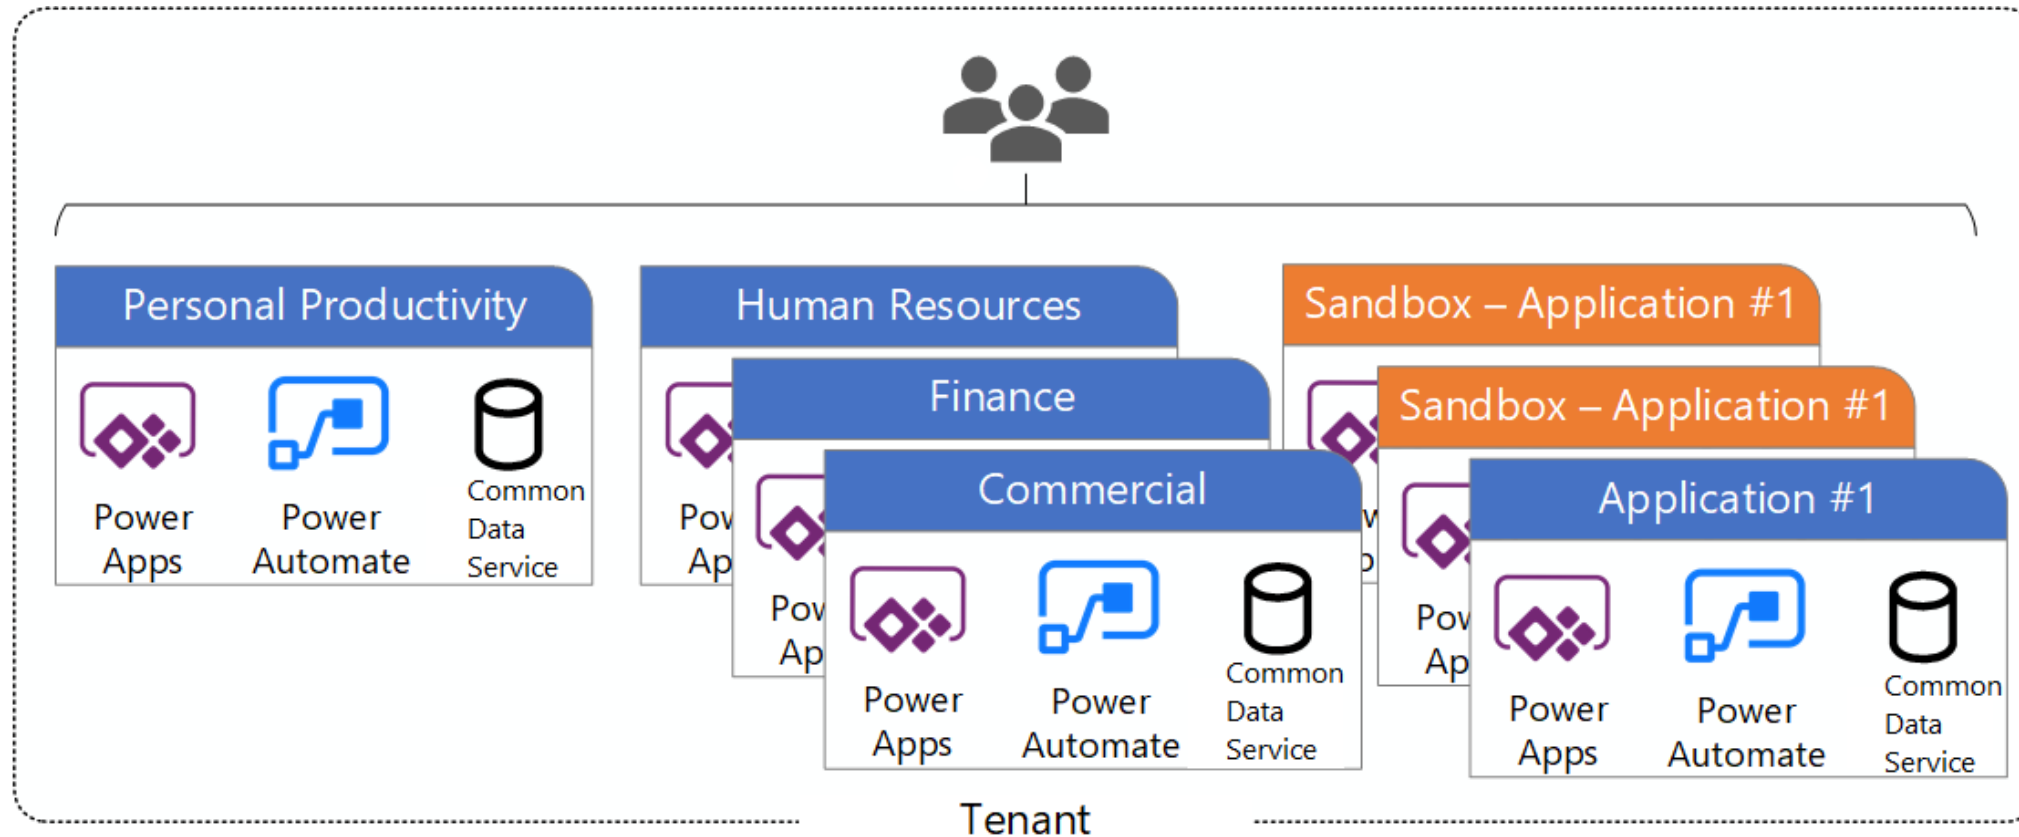 Personal Productivity
Power
Apps
Power
Automate
Common
Data
Service
Human Resources
Finance
Commercial
Power
Apps
Power
Automate
Common
Data
Service
Sandbox – Application #1
Sandbox – Application #1
Application #1
Power
Apps
Power
Automate
Common
Data
Service
Tenant